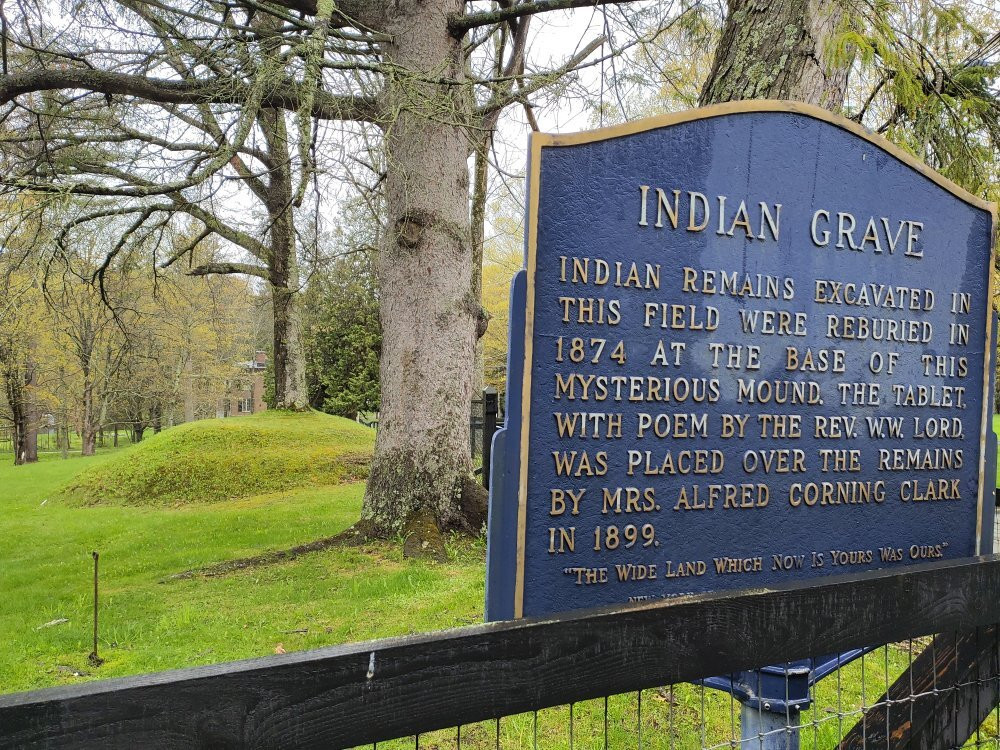 INDIAN GRAVE
INDIAN REMAINS EXCAVATED IN
THIS FIELD WERE REBURIED IN
1874 AT THE BASE OF THIS
MYSTERIOUS MOUND. THE TABLET,
WITH POEM BY THE REV. W.W. LORD,
WAS PLACED OVER THE REMAINS
BY MRS. ALFRED CORNING CLARK
IN 1899.
"THE WIDE LAND WHICH NOW IS YOURS WAS OURS."
NEW YORK